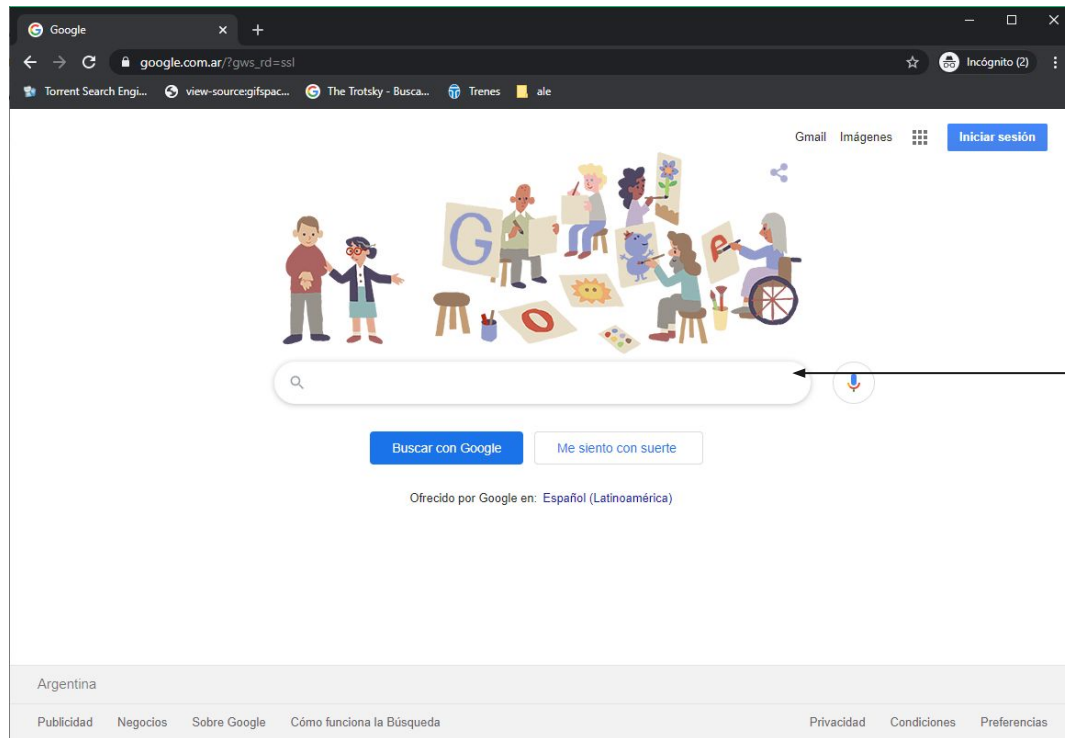 Google
google.com.ar/?gws_rd=ssl
Incógnito (2)
Torrent Search Engi... view-source:gifspac... The Trotsky - Busca... Trenes ale
Gmail Imágenes Iniciar sesión
G
O
Buscar con Google Me siento con suerte
Ofrecido por Google en: Español (Latinoamérica)
Argentina
Publicidad Negocios Sobre Google Cómo funciona la Búsqueda Privacidad Condiciones Preferencias